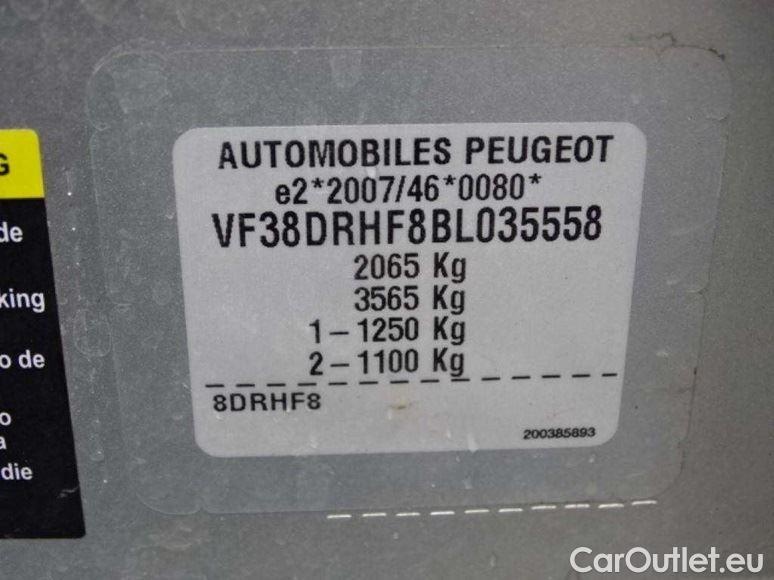 AUTOMOBILES PEUGEOT
e2*2007/46*0080*
VF38DRHF8BL035558
2065 Kg
3565 Kg
1-1250 Kg
2-1100 Kg
8DRHF8
200385893
G
de
king
o de
o
a
die
CarOutlet.eu